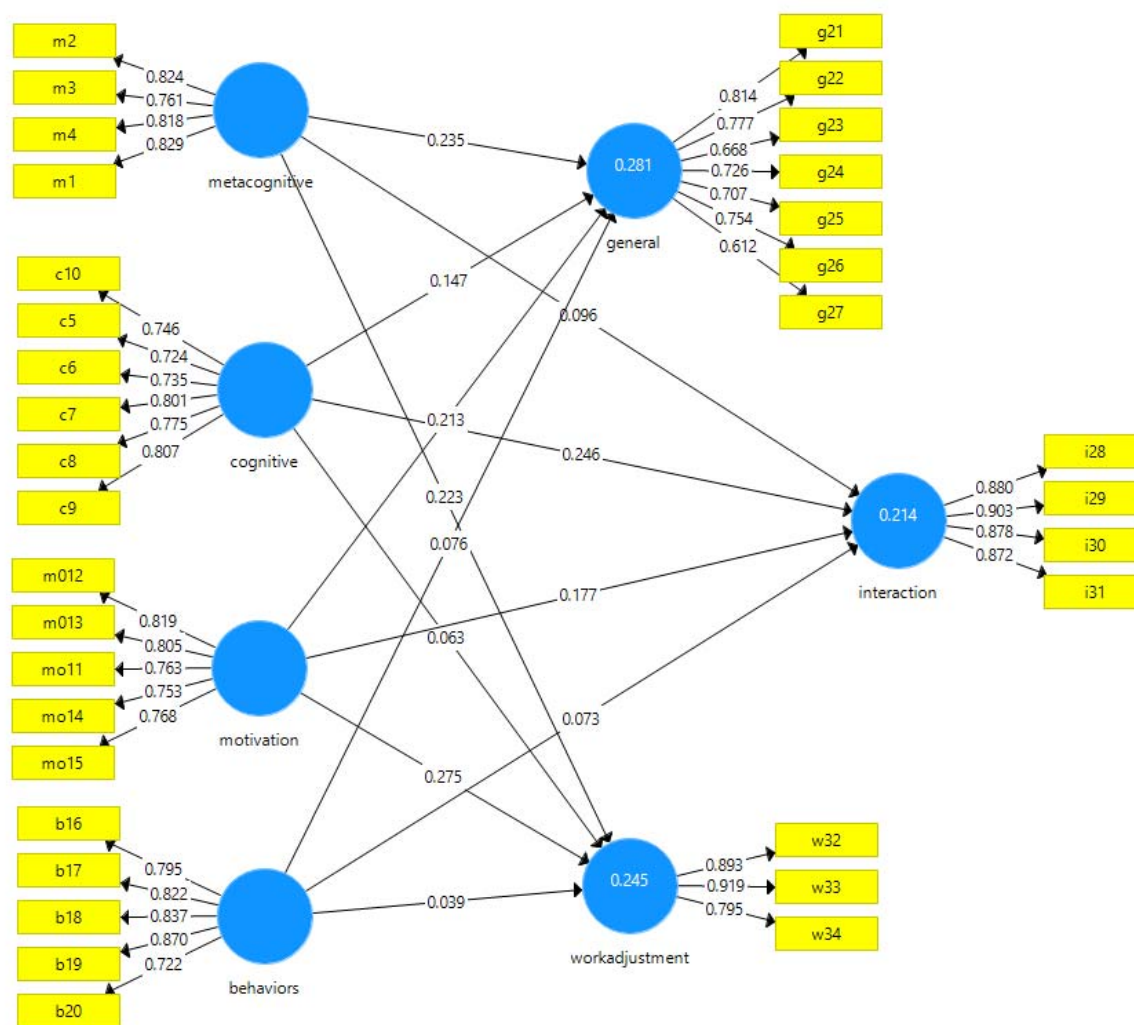 m2
m3
m4
m1
0.824
0.761
0.818
0.829
metacognitive
c10
c5
c6
c7
c8
c9
0.746
0.724
0.735
0.801
0.775
0.807
cognitive
m012
m013
mo11
mo14
mo15
0.819
0.805
0.763
0.753
0.768
motivation
b16
b17
b18
b19
b20
0.795
0.822
0.837
0.870
0.722
behaviors
0.235
0.147
0.096
0.213
0.246
0.223
0.076
0.177
0.063
0.073
0.275
0.039
0.281
general
0.814
0.777
0.668
0.726
0.707
0.754
0.612
g21
g22
g23
g24
g25
g26
g27
0.214
interaction
0.880
0.903
0.878
0.872
i28
i29
i30
i31
0.245
workadjustment
0.893
0.919
0.795
w32
w33
w34